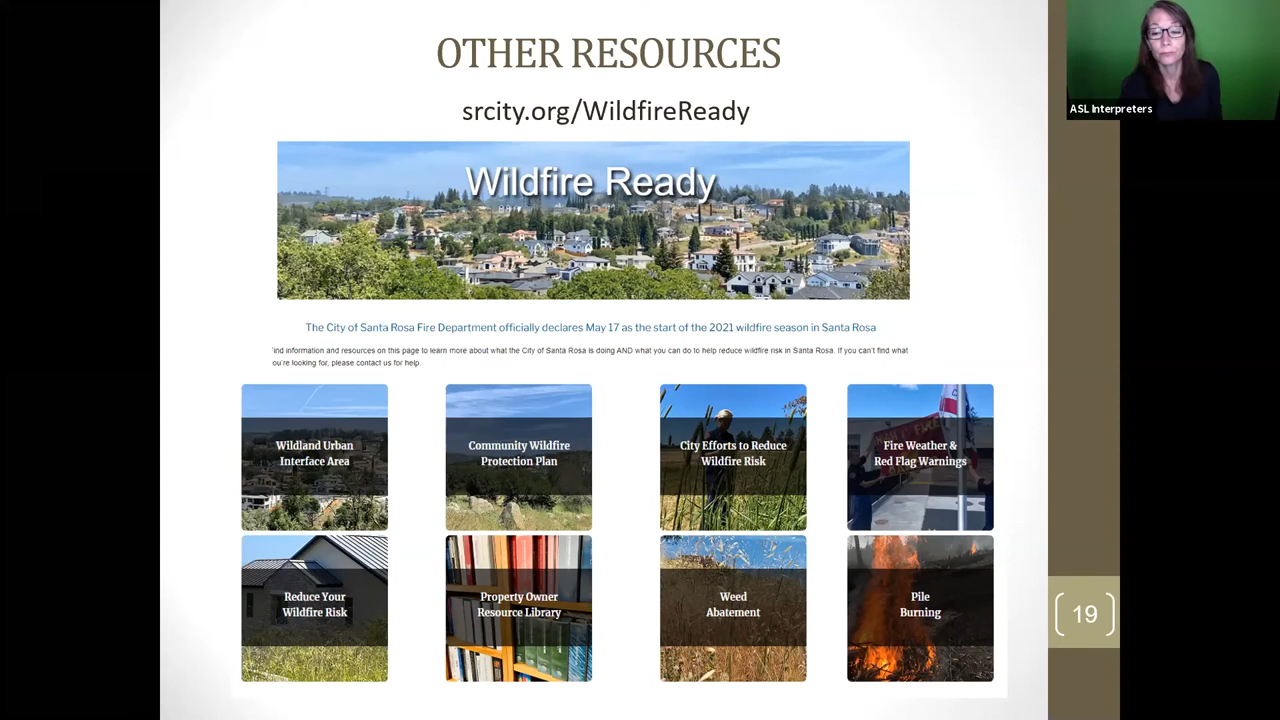 OTHER RESOURCES
srcity.org/WildfireReady
Wildfire Ready
The City of Santa Rosa Fire Department officially declares May 17 as the start of the 2021 wildfire season in Santa Rosa
ind information and resources on this page to learn more about what the City of Santa Rosa is doing AND what you can do to help reduce wildfire risk in Santa Rosa. If you can't find what
ou're looking for, please contact us for help.
Wildland Urban
Interface Area
Community Wildfire
Protection Plan
City Efforts to Reduce
Wildfire Risk
Fire Weather &
Red Flag Warnings
Reduce Your
Wildfire Risk
Property Owner
Resource Library
Weed
Abatement
Pile
Burning
19
ASL Interpreters